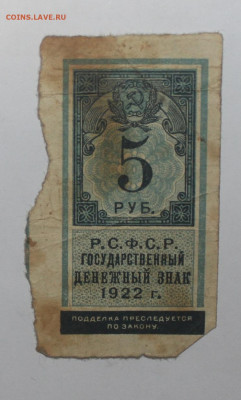 COINS.LAVE.RU
5
РУБ.
Р.С.Ф.С.Р.
ГОСУДАРСТВЕННЫЙ
ДЕНЕЖНЫЙ ЗНАК
1922 г.
ПОДДЕЛКА ПРЕСЛЕДУЕТСЯ
ПО ЗАКОНУ.